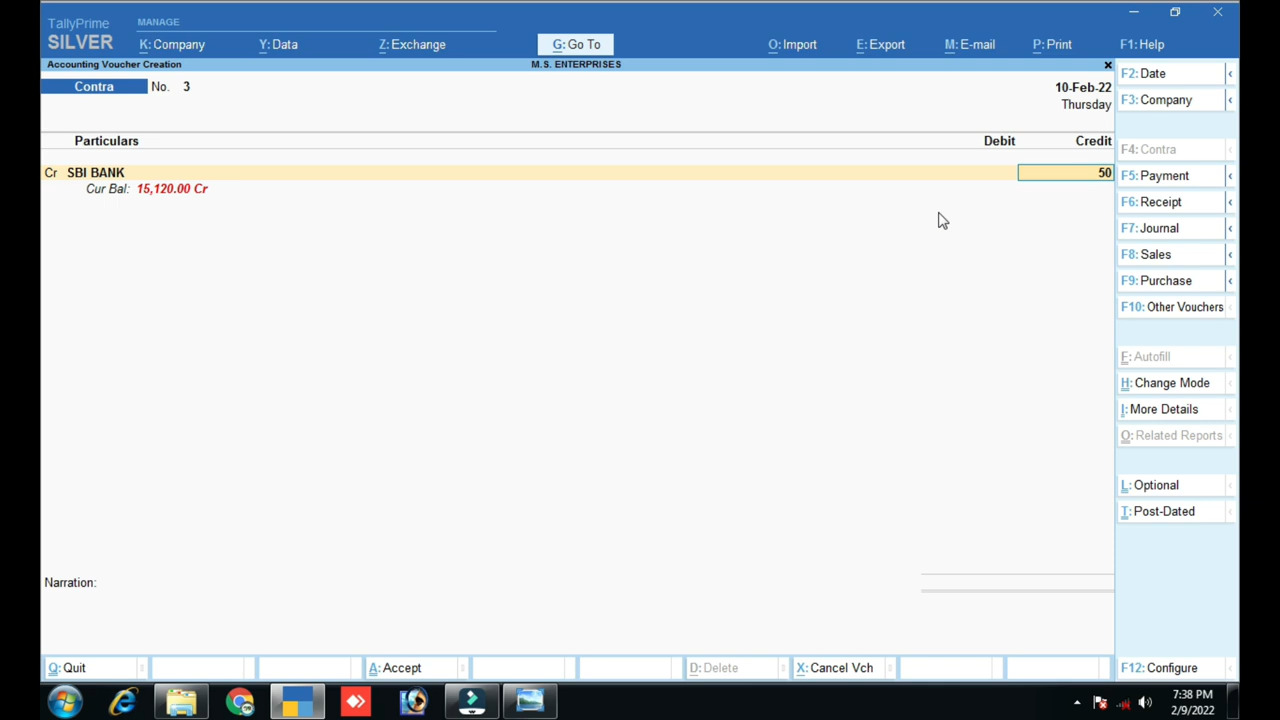 TallyPrime
SILVER
MANAGE
K: Company
Y: Data
Z: Exchange
G: Go To
O: Import
E: Export
M: E-mail
P: Print
F1: Help
Accounting Voucher Creation
M.S. ENTERPRISES
Contra
No. 3
10-Feb-22
Thursday
Particulars
Debit
Credit
Cr SBI BANK
50
Cur Bal: 15,120.00 Cr
Narration:
F2: Date
F3: Company
F4: Contra
F5: Payment
F6: Receipt
F7: Journal
F8: Sales
F9: Purchase
F10: Other Vouchers
F: Autofill
H: Change Mode
I: More Details
O: Related Reports
L: Optional
T: Post-Dated
Q: Quit
A: Accept
D: Delete
X: Cancel Vch
F12: Configure
7:38 PM
2/9/2022